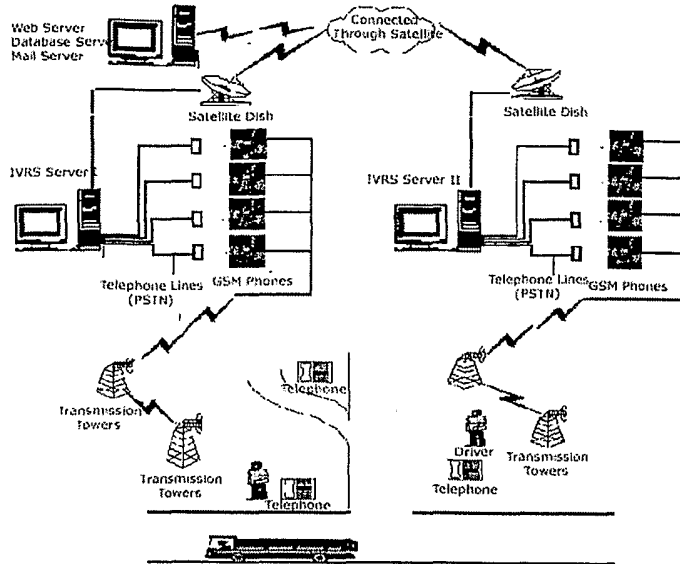 Web Server
Database Server
Mail Server
Connected
Through Satellite
Satellite Dish
Satellite Dish
IVRS Server I
IVRS Server II
Telephone Lines
(PSTN)
GSM Phones
Telephone Lines
(PSTN)
GSM Phones
Telephone
Transmission
Towers
Transmission
Towers
Telephone
Driver
Telephone
Transmission
Towers